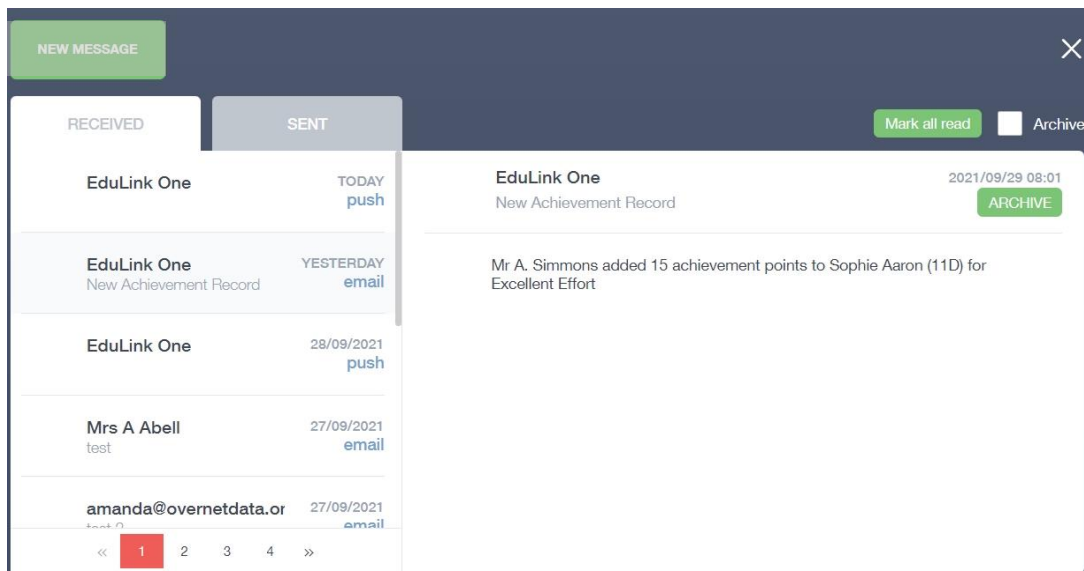 NEW MESSAGE
RECEIVED
SENT
Mark all read
Archive
EduLink One
TODAY
push
EduLink One
YESTERDAY
New Achievement Record
email
EduLink One
28/09/2021
push
Mrs A Abell
27/09/2021
test
email
amanda@overnetdata.or
27/09/2021
test 2
email
« 1 2 3 4 »
EduLink One
2021/09/29 08:01
New Achievement Record
ARCHIVE
Mr A. Simmons added 15 achievement points to Sophie Aaron (11D) for
Excellent Effort